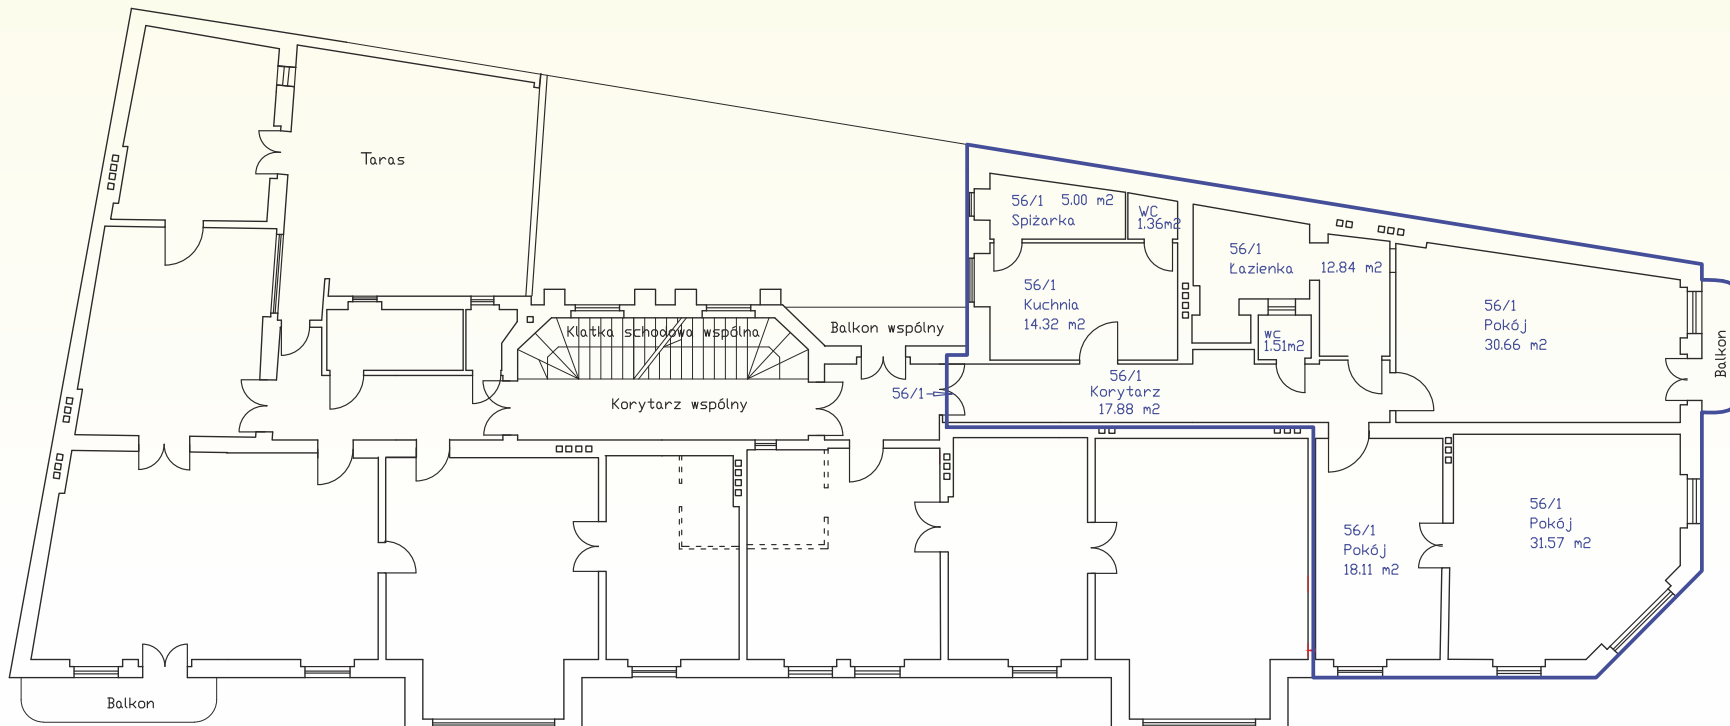 Taras
56/1 5.00 m2
Spiżarka
WC
1.36m2
56/1
Łazienka 12.84 m2
56/1
Kuchnia
14.32 m2
56/1
Pokój
30.66 m2
Klatka schodowa wspólna
Balkon wspólny
wc
1.51m2
Balkon
56/1
Korytarz
17.88 m2
56/1
Korytarz wspólny
56/1
Pokój
18.11 m2
56/1
Pokój
31.57 m2
Balkon